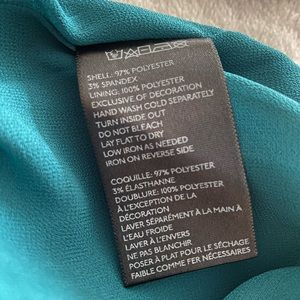 SHELL: 97% POLYESTER
3% SPANDEX
LINING: 100% POLYESTER
EXCLUSIVE OF DECORATION
HAND WASH COLD SEPARATELY
TURN INSIDE OUT
DO NOT BLEACH
LAY FLAT TO DRY
LOW IRON AS NEEDED
IRON ON REVERSE SIDE
COQUILLE: 97% POLYESTER
3% ÉLASTHANNE
DOUBLURE: 100% POLYESTER
À L'EXCEPTION DE LA
DÉCORATION
LAVER SÉPARÉMENT À LA MAIN À
L'EAU FROIDE
LAVER À L'ENVERS
NE PAS BLANCHIR
POSER À PLAT POUR LE SÉCHAGE
FAIBLE COMME FER NÉCESSAIRES